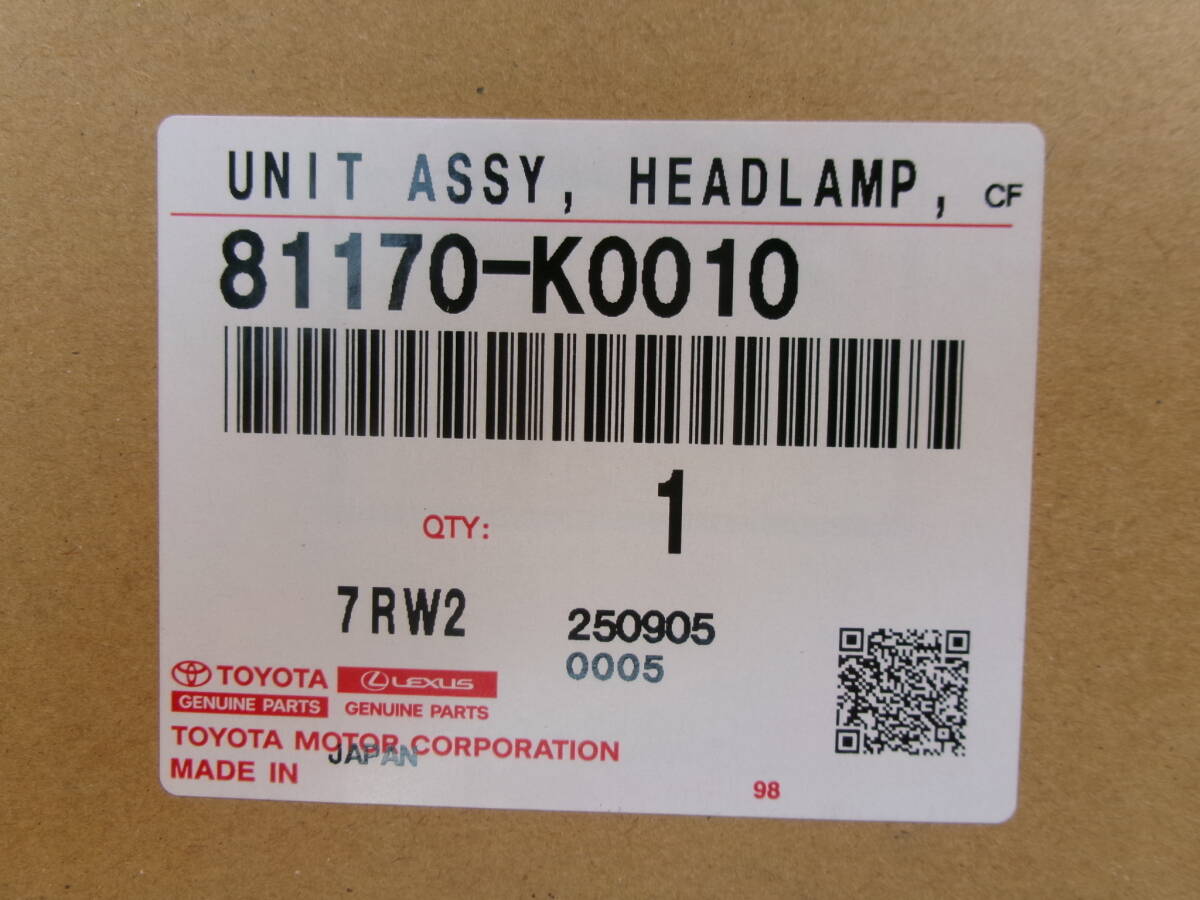 UNIT ASSY, HEADLAMP, CF
81170-K0010
QTY: 1
7RW2 250905
0005
TOYOTA LEXUS
GENUINE PARTS GENUINE PARTS
TOYOTA MOTOR CORPORATION
MADE IN JAPAN
98